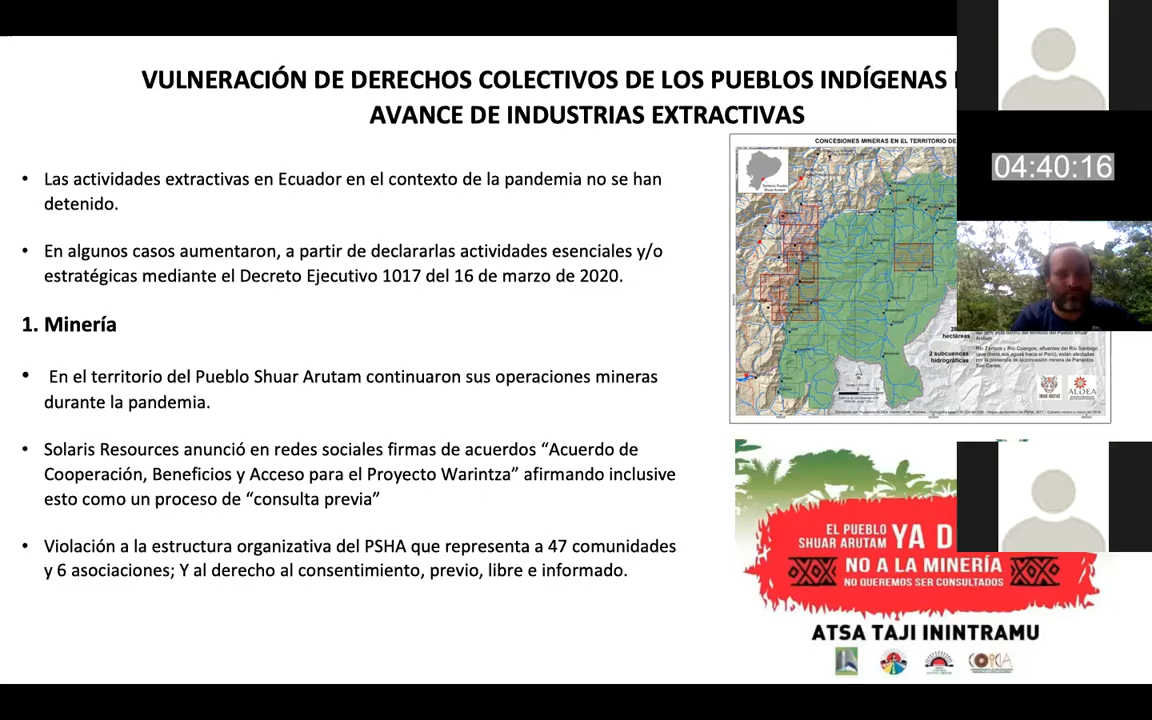 VULNERACIÓN DE DERECHOS COLECTIVOS DE LOS PUEBLOS INDÍGENAS
AVANCE DE INDUSTRIAS EXTRACTIVAS
• Las actividades extractivas en Ecuador en el contexto de la pandemia no se han
detenido.
• En algunos casos aumentaron, a partir de declararlas actividades esenciales y/o
estratégicas mediante el Decreto Ejecutivo 1017 del 16 de marzo de 2020.
1. Minería
• En el territorio del Pueblo Shuar Arutam continuaron sus operaciones mineras
durante la pandemia.
• Solaris Resources anunció en redes sociales firmas de acuerdos “Acuerdo de
Cooperación, Beneficios y Acceso para el Proyecto Warintza” afirmando inclusive
esto como un proceso de “consulta previa”
• Violación a la estructura organizativa del PSHA que representa a 47 comunidades
y 6 asociaciones; Y al derecho al consentimiento, previo, libre e informado.
CONCESIONES MINERAS EN EL TERRITORIO DE
hectáreas
2 subcuencas
hidrográficas
ALDEA
04:40:16
EL PUEBLO
SHUAR ARUTAM YA D
NO A LA MINERÍA
NO QUEREMOS SER CONSULTADOS
ATSA TAJI ININTRAMU